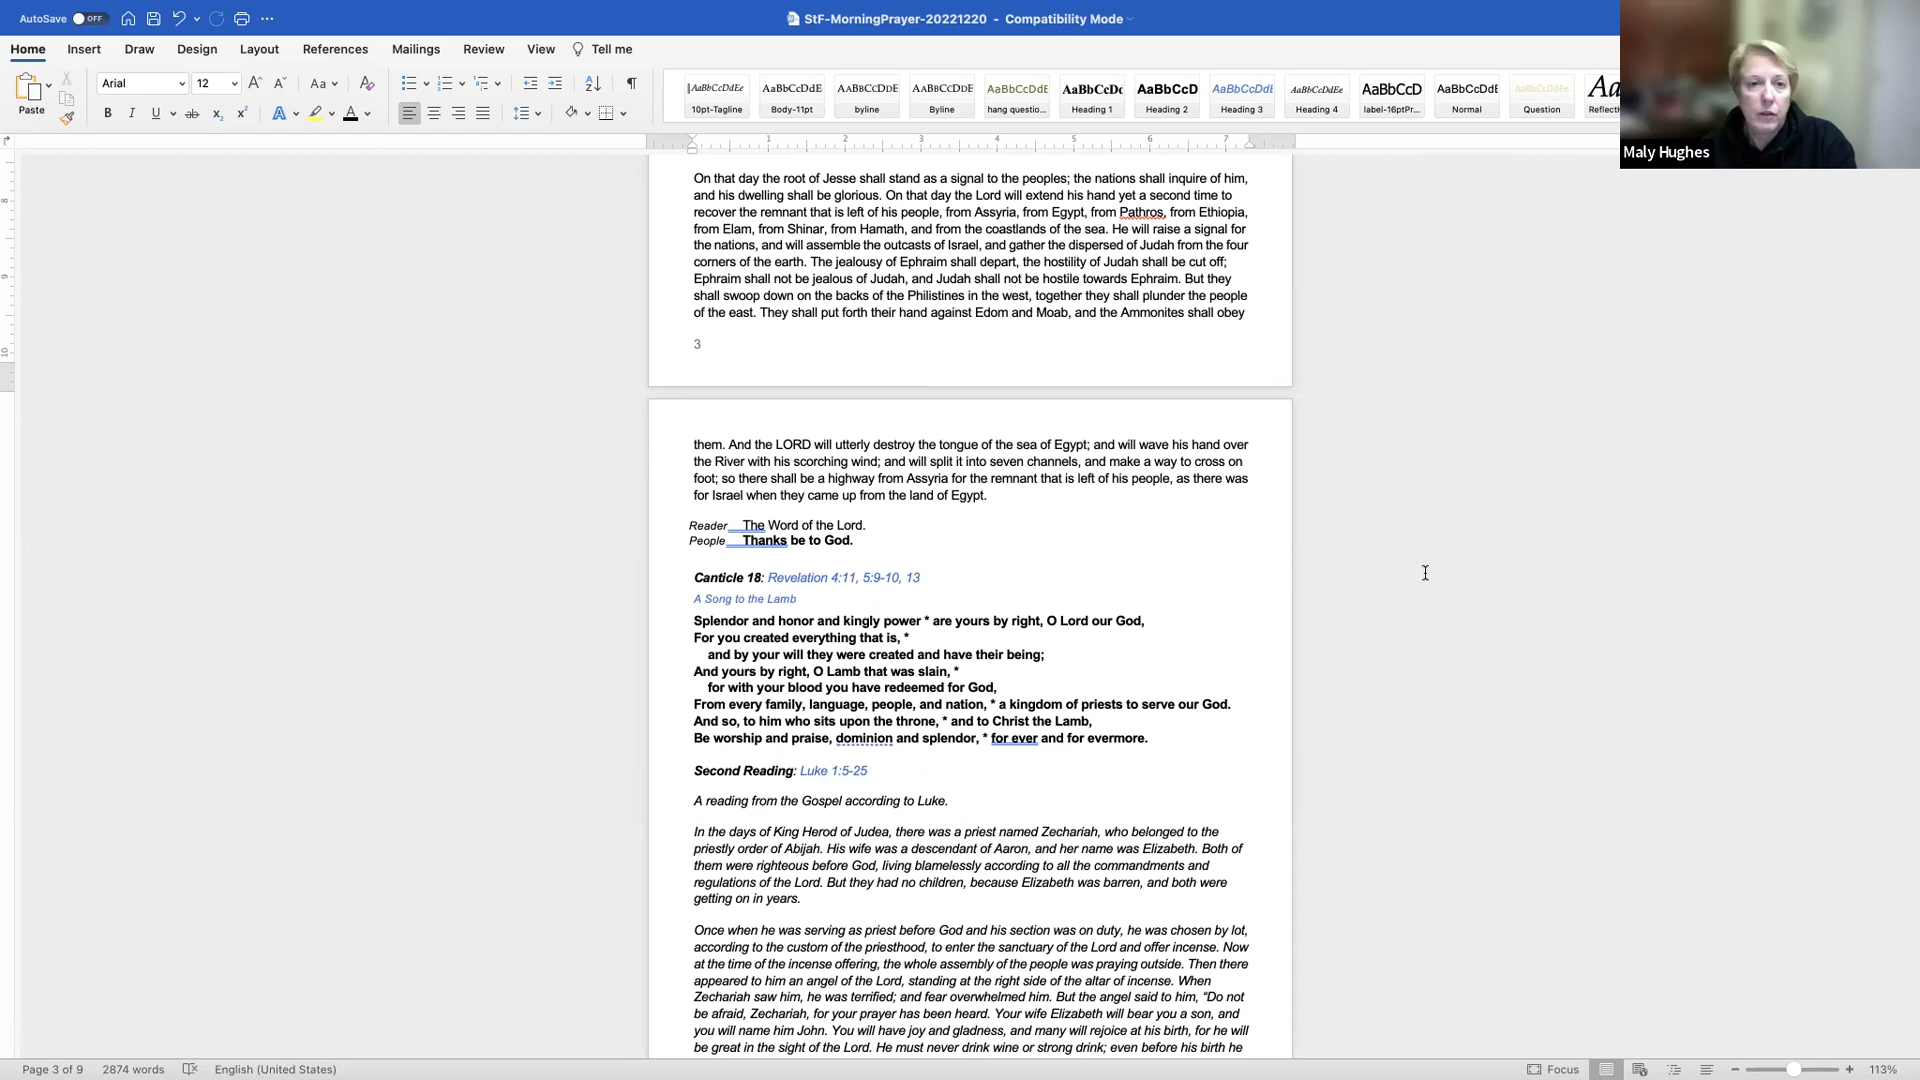 AutoSave OFF
StF-MorningPrayer-20221220 - Compatibility Mode
Home Insert Draw Design Layout References Mailings Review View Tell me
Paste
Arial 12
AaBbCcDdEe AaBbCcDdE AABBCCDDE AABBCCDDE AaBbCcDdE AaBbCcDc AaBbCcD AaBbCcDdE AaBbCcDdEe AaBbCcD AaBbCcDdE AaBbCcDdE Aa
10pt-Tagline Body-11pt byline Byline hang questio... Heading 1 Heading 2 Heading 3 Heading 4 label-16ptPr... Normal Question
Maly Hughes
1 2 3 4 5 6 7
8
9
10
On that day the root of Jesse shall stand as a signal to the peoples; the nations shall inquire of him,
and his dwelling shall be glorious. On that day the Lord will extend his hand yet a second time to
recover the remnant that is left of his people, from Assyria, from Egypt, from Pathros, from Ethiopia,
from Elam, from Shinar, from Hamath, and from the coastlands of the sea. He will raise a signal for
the nations, and will assemble the outcasts of Israel, and gather the dispersed of Judah from the four
corners of the earth. The jealousy of Ephraim shall depart, the hostility of Judah shall be cut off;
Ephraim shall not be jealous of Judah, and Judah shall not be hostile towards Ephraim. But they
shall swoop down on the backs of the Philistines in the west, together they shall plunder the people
of the east. They shall put forth their hand against Edom and Moab, and the Ammonites shall obey
3
them. And the LORD will utterly destroy the tongue of the sea of Egypt; and will wave his hand over
the River with his scorching wind; and will split it into seven channels, and make a way to cross on
foot; so there shall be a highway from Assyria for the remnant that is left of his people, as there was
for Israel when they came up from the land of Egypt.
Reader The Word of the Lord.
People Thanks be to God.
Canticle 18: Revelation 4:11, 5:9-10, 13
A Song to the Lamb
Splendor and honor and kingly power * are yours by right, O Lord our God,
For you created everything that is, *
and by your will they were created and have their being;
And yours by right, O Lamb that was slain, *
for with your blood you have redeemed for God,
From every family, language, people, and nation, * a kingdom of priests to serve our God.
And so, to him who sits upon the throne, * and to Christ the Lamb,
Be worship and praise, dominion and splendor, * for ever and for evermore.
Second Reading: Luke 1:5-25
A reading from the Gospel according to Luke.
In the days of King Herod of Judea, there was a priest named Zechariah, who belonged to the
priestly order of Abijah. His wife was a descendant of Aaron, and her name was Elizabeth. Both of
them were righteous before God, living blamelessly according to all the commandments and
regulations of the Lord. But they had no children, because Elizabeth was barren, and both were
getting on in years.
Once when he was serving as priest before God and his section was on duty, he was chosen by lot,
according to the custom of the priesthood, to enter the sanctuary of the Lord and offer incense. Now
at the time of the incense offering, the whole assembly of the people was praying outside. Then there
appeared to him an angel of the Lord, standing at the right side of the altar of incense. When
Zechariah saw him, he was terrified; and fear overwhelmed him. But the angel said to him, “Do not
be afraid, Zechariah, for your prayer has been heard. Your wife Elizabeth will bear you a son, and
you will name him John. You will have joy and gladness, and many will rejoice at his birth, for he will
be great in the sight of the Lord. He must never drink wine or strong drink; even before his birth he
Page 3 of 9 2874 words English (United States) Focus 113%